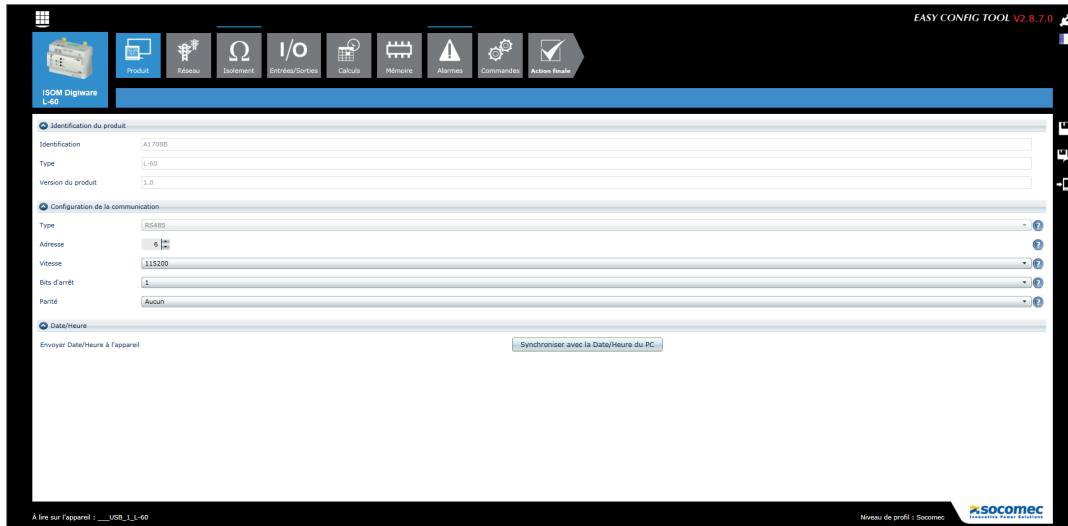 EASY CONFIG TOOL V2.8.7.0
Produit
Réseau
Ω
Isolement
I/O
Entrées/Sorties
Calculs
Mémoire
Alarmes
Commandes
Action finale
ISOM Digiware
L-60
Identification du produit
Identification A1708B
Type L-60
Version du produit 1.0
Configuration de la communication
Type RS485
Adresse 6
Vitesse 115200
Bits d'arrêt 1
Parité Aucun
Date/Heure
Envoyer Date/Heure à l'appareil Synchroniser avec la Date/Heure du PC
À lire sur l'appareil : ___USB_1_L-60 Niveau de profil : Socomec
socomec
Innovative Power Solutions